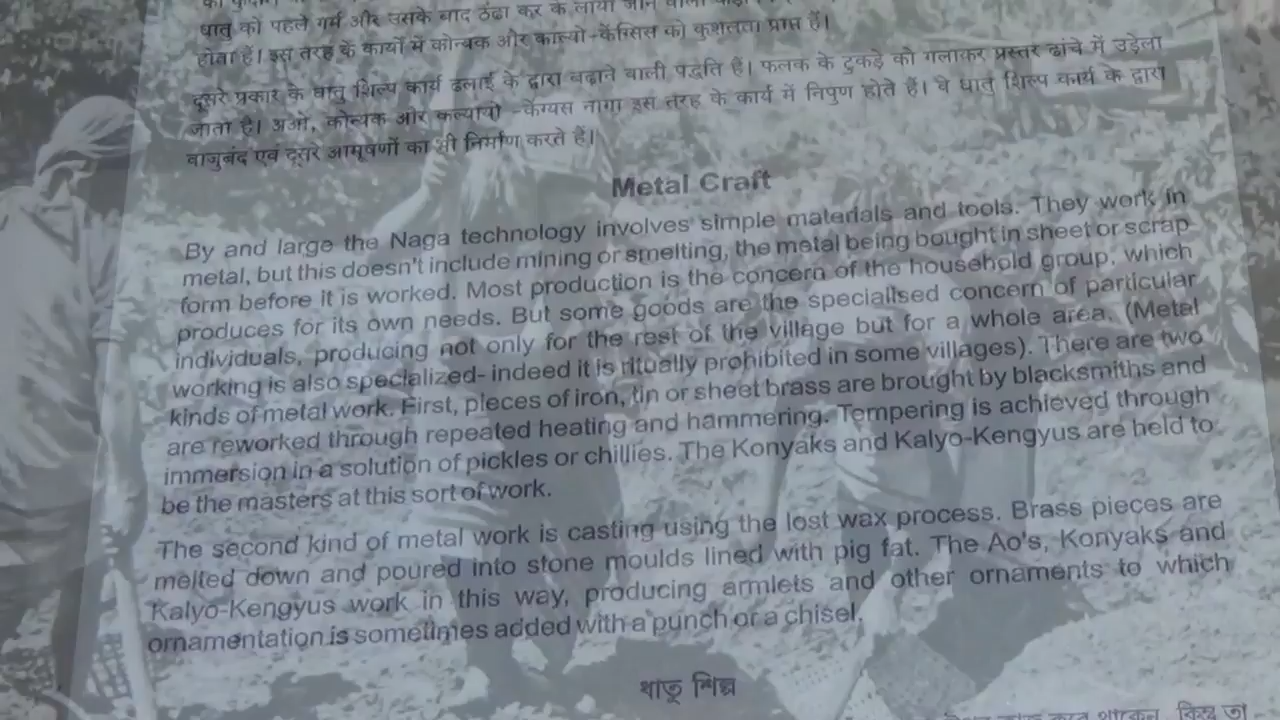 धातु को पहले गर्म और उसके बाद ठंढा कर के लाया जाने वाला
होता हैं। इस तरह के कार्यों में कोन्यक और काल्यो-केंग्सिस को कुशलता प्राप्त हैं।
दूसरे प्रकार के धातु शिल्प कार्य ढलाई के द्वारा बढ़ाने वाली पद्धति हैं। फलक के टुकड़े को गलाकर प्रस्तर ढांचे में उड़ेला
जाता है। अओ, कोन्यक और कल्यायो -केंग्यस नागा इस तरह के कार्य में निपुण होते हैं। वे धातु शिल्प कार्य के द्वारा
वाजुबंद एवं दूसरे आमूषणों का भी निर्माण करते हैं।
Metal Craft
By and large the Naga technology involves simple materials and tools. They work in
metal, but this doesn't include mining or smelting, the metal being bought in sheet or scrap
form before it is worked. Most production is the concern of the household group, which
produces for its own needs. But some goods are the specialised concern of particular
individuals, producing not only for the rest of the village but for a whole area. (Metal
working is also specialized- indeed it is ritually prohibited in some villages). There are two
kinds of metal work. First, pieces of iron, tin or sheet brass are brought by blacksmiths and
are reworked through repeated heating and hammering. Tempering is achieved through
immersion in a solution of pickles or chillies. The Konyaks and Kalyo-Kengyus are held to
be the masters at this sort of work.
The second kind of metal work is casting using the lost wax process. Brass pieces are
melted down and poured into stone moulds lined with pig fat. The Ao's, Konyaks and
Kalyo-Kengyus work in this way, producing armlets and other ornaments to which
ornamentation is sometimes added with a punch or a chisel.
ধাতু শিল্প